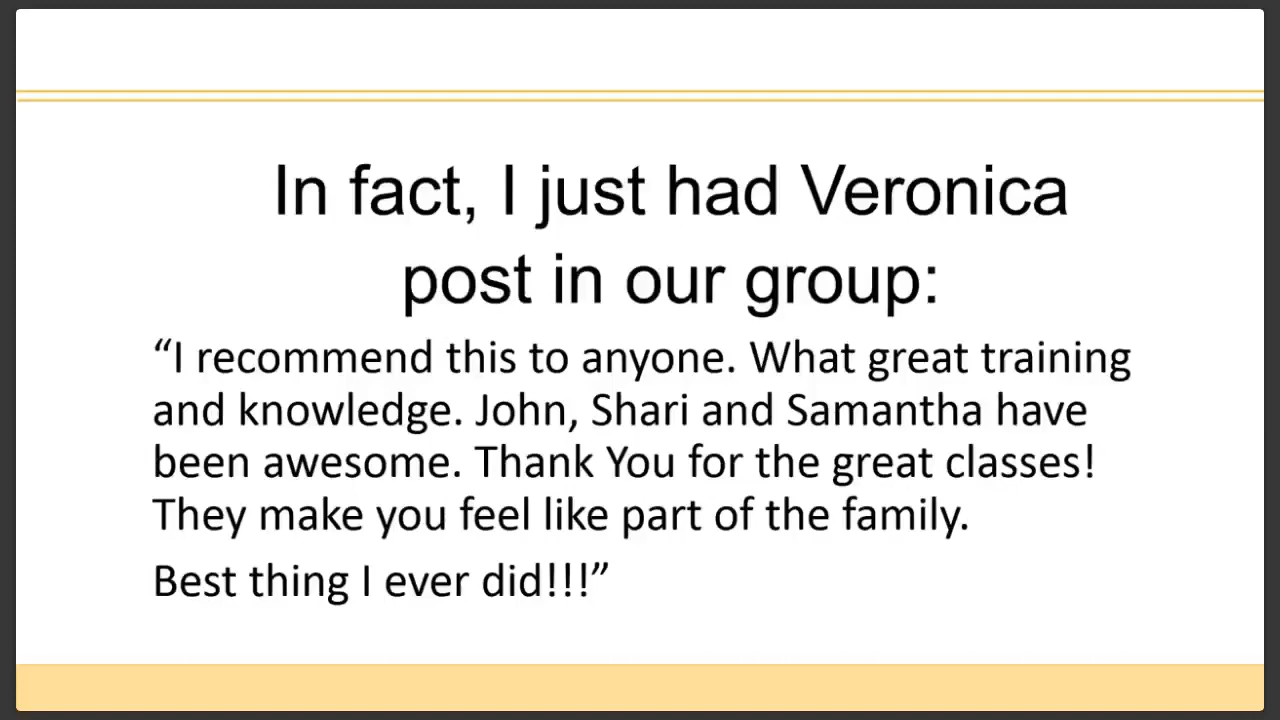 In fact, I just had Veronica
post in our group:
“I recommend this to anyone. What great training
and knowledge. John, Shari and Samantha have
been awesome. Thank You for the great classes!
They make you feel like part of the family.
Best thing I ever did!!!”